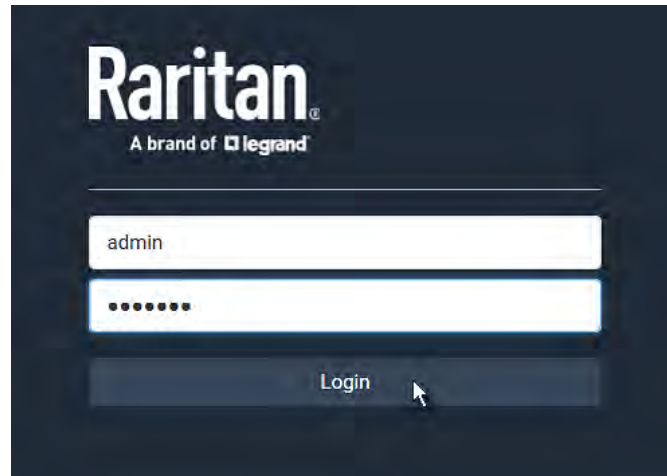 Raritan®
A brand of legrand®
admin
•••••••
Login